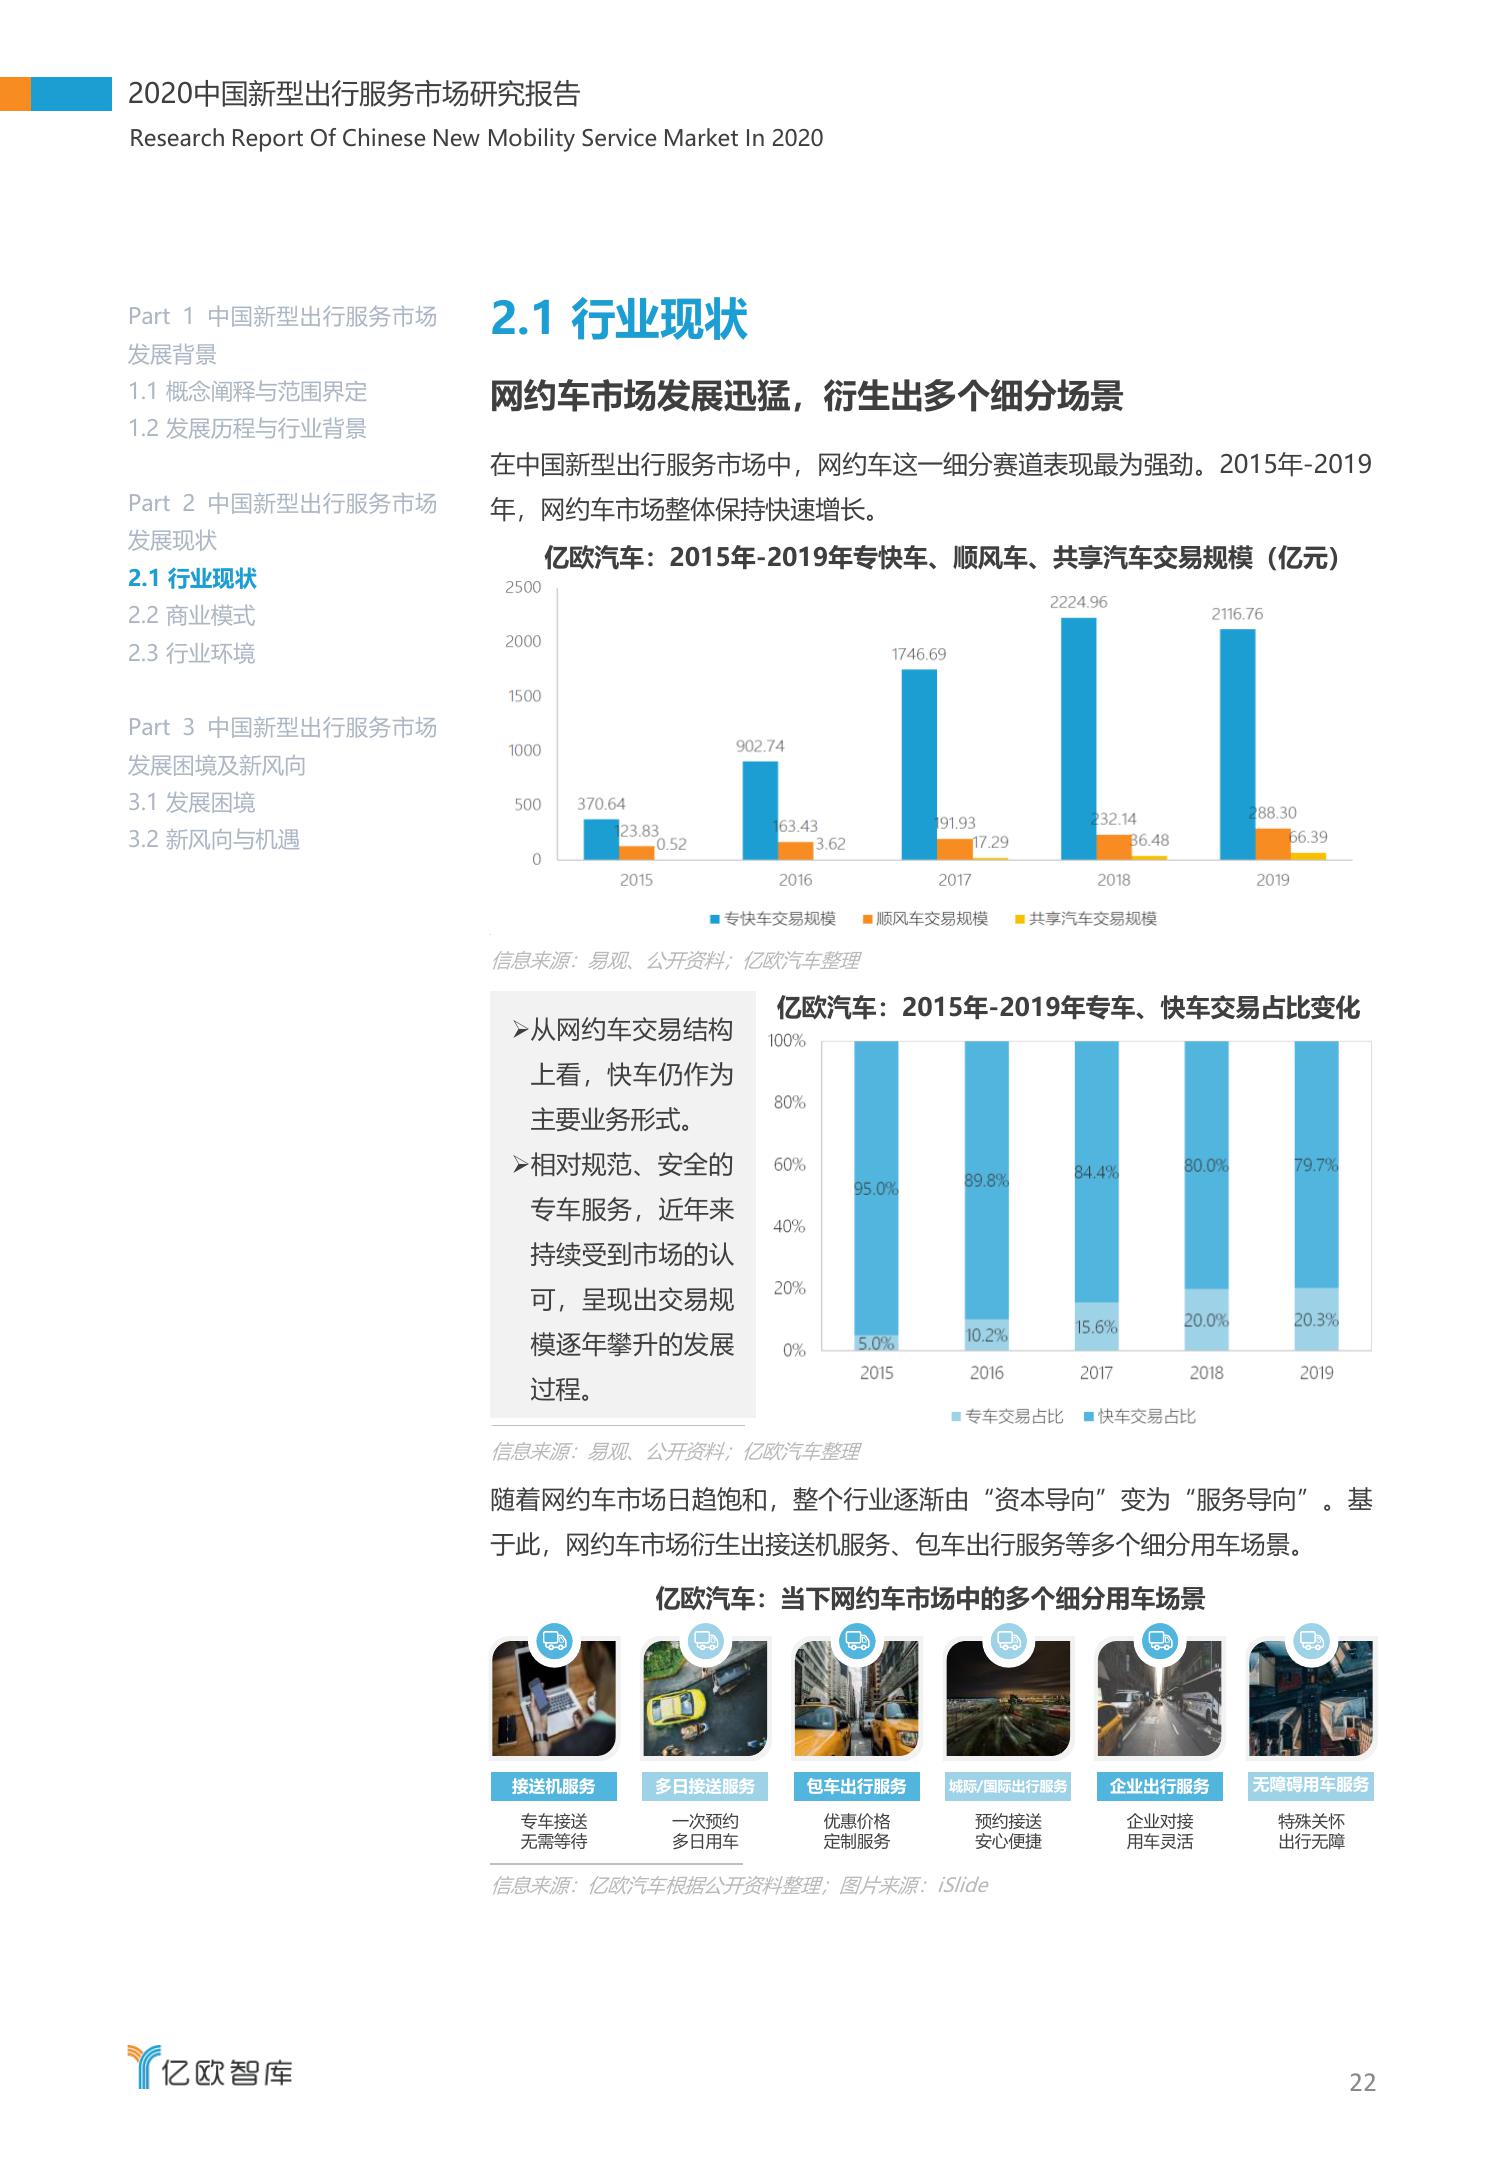 2020中国新型出行服务市场研究报告
Research Report Of Chinese New Mobility Service Market In 2020
Part 1 中国新型出行服务市场
发展背景
1.1 概念阐释与范围界定
1.2 发展历程与行业背景
Part 2 中国新型出行服务市场
发展现状
2.1 行业现状
2.2 商业模式
2.3 行业环境
Part 3 中国新型出行服务市场
发展困境及新风向
3.1 发展困境
3.2 新风向与机遇
2.1 行业现状
网约车市场发展迅猛，衍生出多个细分场景
在中国新型出行服务市场中，网约车这一细分赛道表现最为强劲。2015年-2019
年，网约车市场整体保持快速增长。
亿欧汽车：2015年-2019年专快车、顺风车、共享汽车交易规模（亿元）
2500
2000
1500
1000
500
0
370.64
123.83
0.52
902.74
163.43
3.62
1746.69
191.93
17.29
2224.96
232.14
36.48
2116.76
288.30
66.39
2015 2016 2017 2018 2019
专快车交易规模 顺风车交易规模 共享汽车交易规模
信息来源：易观、公开资料；亿欧汽车整理
➢从网约车交易结构
上看，快车仍作为
主要业务形式。
➢相对规范、安全的
专车服务，近年来
持续受到市场的认
可，呈现出交易规
模逐年攀升的发展
过程。
亿欧汽车：2015年-2019年专车、快车交易占比变化
100%
80%
60%
40%
20%
0%
95.0% 89.8% 84.4% 80.0% 79.7%
5.0% 10.2% 15.6% 20.0% 20.3%
2015 2016 2017 2018 2019
专车交易占比 快车交易占比
信息来源：易观、公开资料；亿欧汽车整理
随着网约车市场日趋饱和，整个行业逐渐由“资本导向”变为“服务导向”。基
于此，网约车市场衍生出接送机服务、包车出行服务等多个细分用车场景。
亿欧汽车：当下网约车市场中的多个细分用车场景
接送机服务 多日接送服务 包车出行服务 城际/国际出行服务 企业出行服务 无障碍用车服务
专车接送 一次预约 优惠价格 预约接送 企业对接 特殊关怀
无需等待 多日用车 定制服务 安心便捷 用车灵活 出行无障
信息来源：亿欧汽车根据公开资料整理；图片来源：iSlide
亿欧智库
22